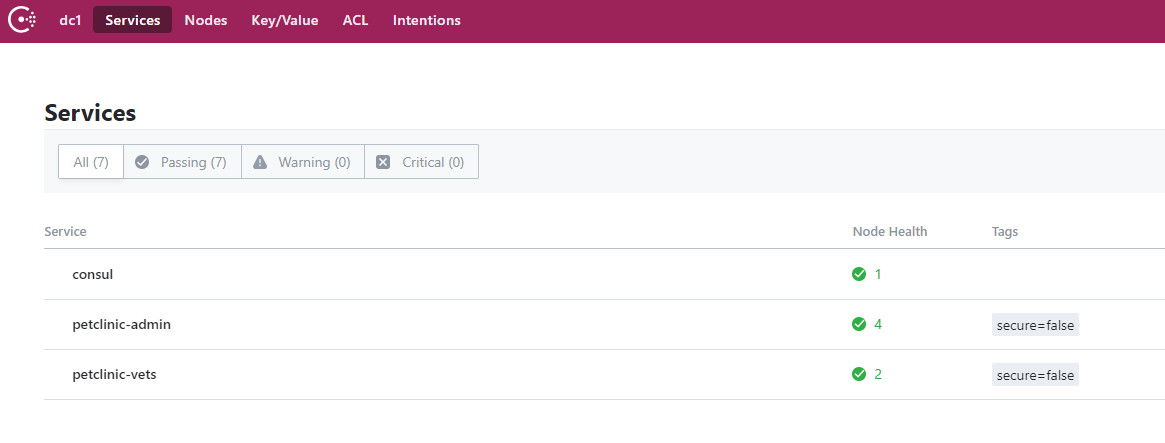 dc1 Services Nodes Key/Value ACL Intentions
Services
All (7) Passing (7) Warning (0) Critical (0)
Service Node Health Tags
consul 1
petclinic-admin 4 secure=false
petclinic-vets 2 secure=false